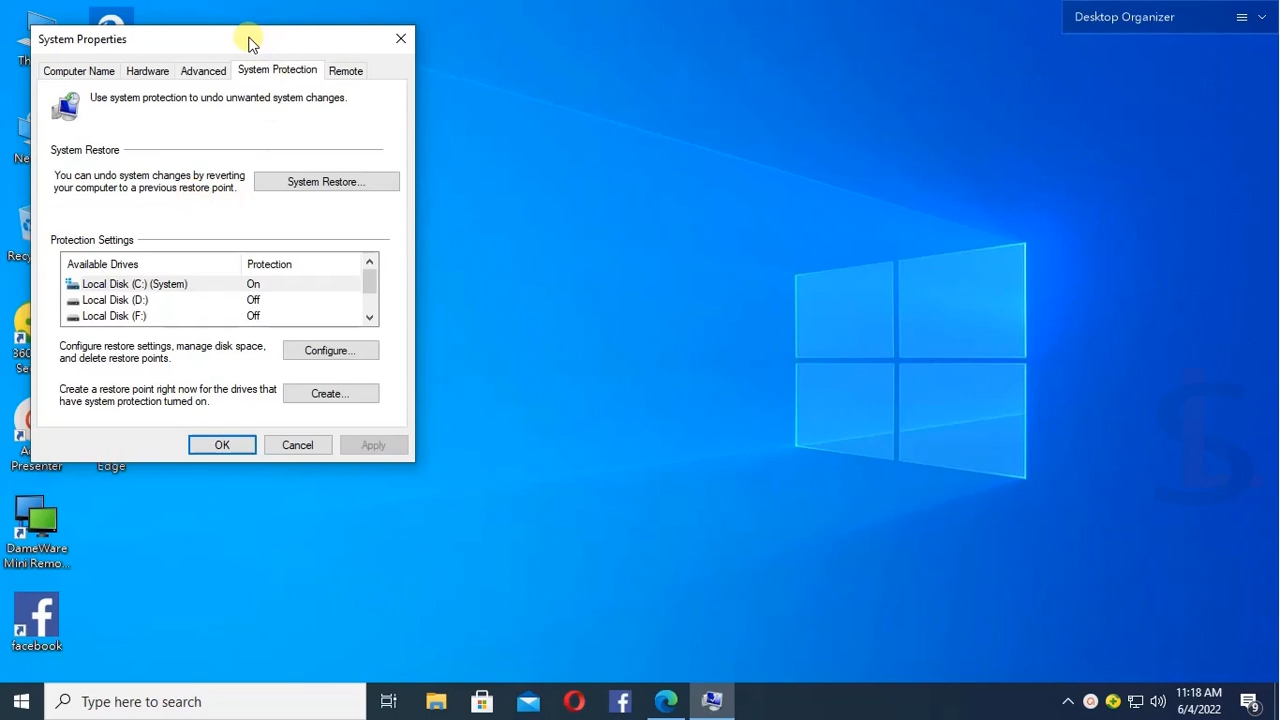 Desktop Organizer
System Properties
Computer Name
Hardware
Advanced
System Protection
Remote
Use system protection to undo unwanted system changes.
System Restore
You can undo system changes by reverting
your computer to a previous restore point.
System Restore...
Protection Settings
Available Drives
Protection
Local Disk (C:) (System)
On
Local Disk (D:)
Off
Local Disk (F:)
Off
Configure restore settings, manage disk space,
and delete restore points.
Configure...
Create a restore point right now for the drives that
have system protection turned on.
Create...
OK
Cancel
Apply
Th
Ne
Recy
360
Se
Ac
Presenter
Edge
DameWare
Mini Remo...
facebook
Type here to search
11:18 AM
6/4/2022
9